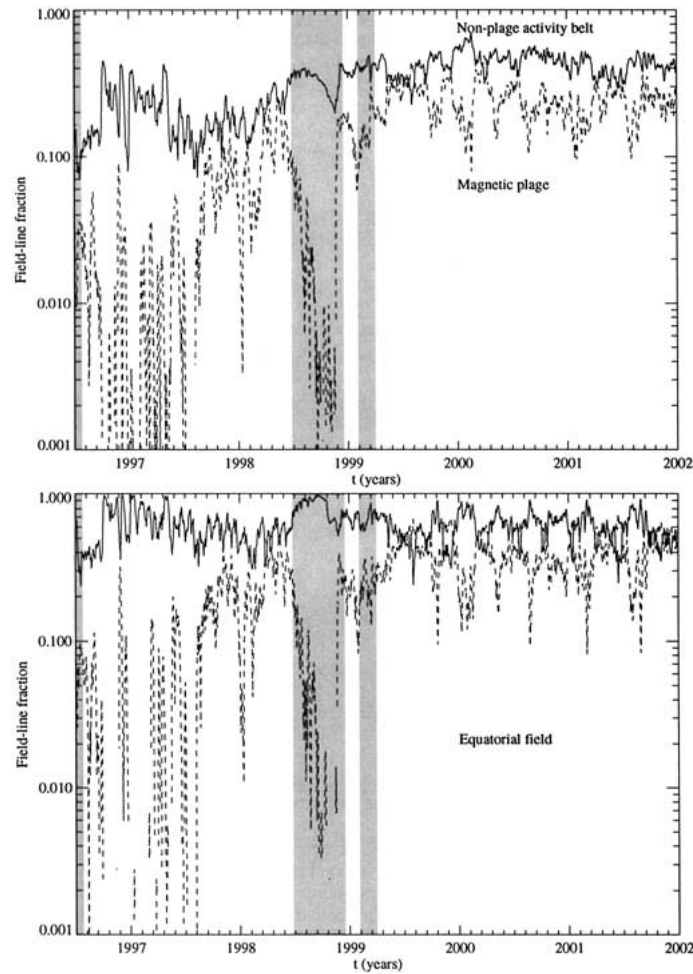 1.000
Non-plage activity belt
0.100
Magnetic plage
Field-line fraction
0.010
0.001
1997 1998 1999 2000 2001 2002
t (years)
1.000
0.100
Field-line fraction
Equatorial field
0.010
0.001
1997 1998 1999 2000 2001 2002
t (years)